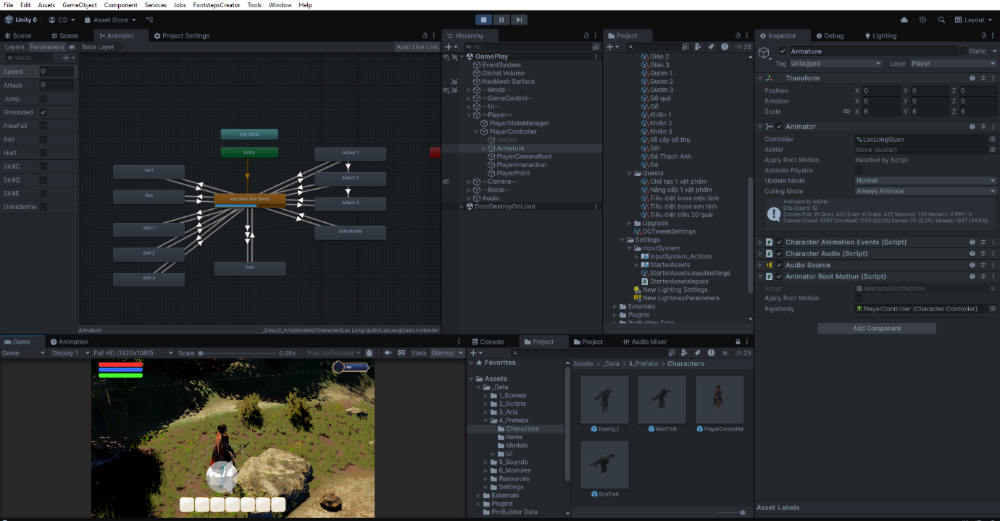 File Edit Assets GameObject Component Services Jobs FootstepsCreator Tools Window Help
Unity 6 CD Asset Store Layout
Scene Scene Animator Project Settings
Layers Parameters Base Layer Auto Live Link
Name
Speed 0
Attack 0
Jump
Grounded
FreeFall
Roll
Hurt
SkillC
SkillQ
SkillE
DrinkBottle
Any State
Entry
Hurt
Roll
Skill 1
Skill 2
Skill 3
Idle Walk Run Blend
InAir
Attack 1
Attack 2
Attack 3
DrinkBottle
Armature _Data/3_Arts/Models/Character/Lạc Long Quân/LacLongQuan.controller
Hierarchy
All
GamePlay
EventSystem
Global Volume
NavMesh Surface
--World--
--GameControl--
--UI--
--Player--
PlayerStatsManager
PlayerController
Smoke
Armature
PlayerCameraRoot
PlayerInteraction
PlayerPoint
--Camera--
--Bools--
Audio
DontDestroyOnLoad
Project
25
Giáo 2
Giáo 3
Gươm 1
Gươm 2
Gươm 3
Gỗ quý
Gỗ
Khiên 1
Khiên 2
Khiên 3
Rễ cây cổ thụ
Sắt
Đá Thạch Anh
Đá
Quests
Chế tạo 1 vật phẩm
Nâng cấp 1 vật phẩm
Tiêu diệt boss mộc tinh
Tiêu diệt boss sơn tinh
Tiêu diệt trên 20 quái
Upgrade
DOTweenSettings
Settings
InputSystem
InputSystem_Actions
StarterAssets
StarterAssets.inputsettings
StarterAssetsInputs
New Lighting Settings
New LightmapParameters
Externals
Plugins
ProBuilder Data
Inspector Debug Lighting
Armature Static
Tag Untagged Layer Player
Transform
Position X 0 Y 0 Z 0
Rotation X 0 Y 0 Z 0
Scale X 6 Y 6 Z 6
Animator
Controller LacLongQuan
Avatar None (Avatar)
Apply Root Motion Handled by Script
Animate Physics
Update Mode Normal
Culling Mode Always Animate
Animator is visible
Clip Count: 12
Curves Pos: 61 Quat: 432 Euler: 0 Scale: 422 Muscles: 130 Generic: 0 PPtr: 0
Curves Count: 3367 Constant: 1755 (52.1%) Dense: 75 (2.2%) Stream: 1537 (45.6%)
Character Animation Events (Script)
Character Audio (Script)
Audio Source
Animator Root Motion (Script)
Script AnimatorRootMotion
Apply Root Motion
Rigidbody PlayerController (Character Controller)
Add Component
Asset Labels
Game Animation
Game Display 1 Full HD (1920x1080) Scale 0.28x Play Unfocused Stats Gizmos
Console Project Project Audio Mixer
25
Favorites
Assets
_Data
1_Scenes
2_Scripts
3_Arts
4_Prefabs
Characters
Items
Models
UI
5_Sounds
6_Modules
Resources
Settings
Externals
Plugins
ProBuilder Data
Assets > _Data > 4_Prefabs > Characters
Enemy_1 MocTinh PlayerController
SonTinh